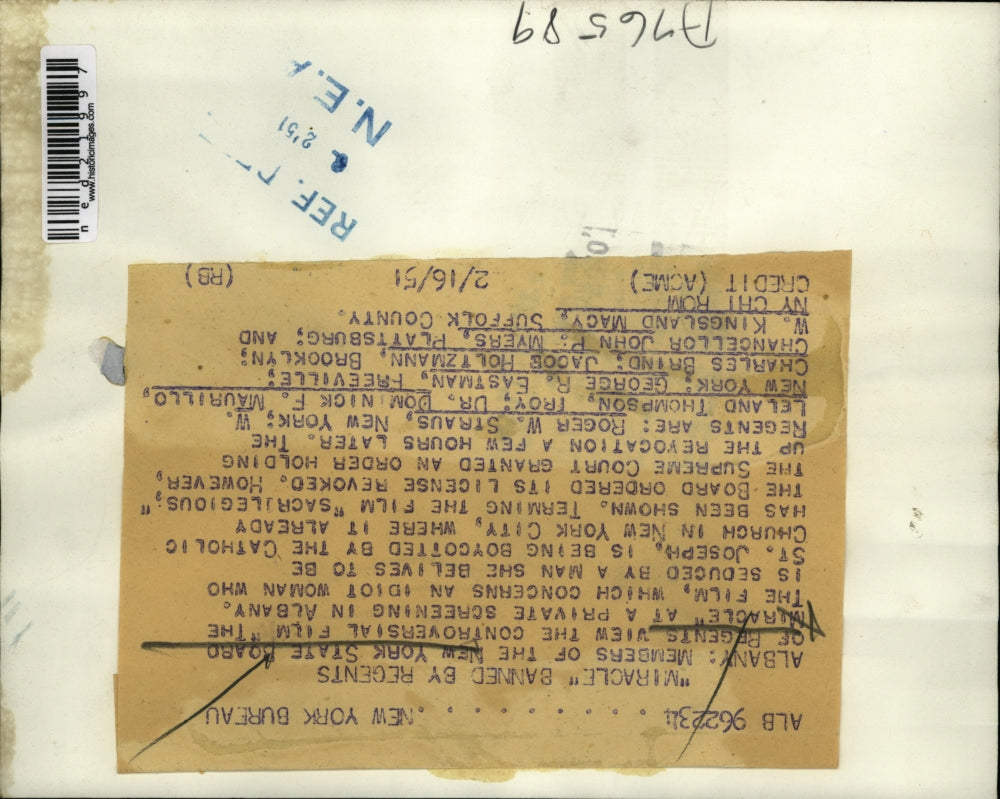 ALB 962234 . . . . . . . . . NEW YORK BUREAU
"MIRACLE" BANNED BY REGENTS
ALBANY: MEMBERS OF THE NEW YORK STATE BOARD
OF REGENTS VIEW THE CONTROVERSIAL FILM "THE
MIRACLE" AT A PRIVATE SCREENING IN ALBANY.
THE FILM, WHICH CONCERNS AN IDIOT WOMAN WHO
IS SEDUCED BY A MAN SHE BELIVES TO BE
ST. JOSEPH, IS BEING BOYCOTTED BY THE CATHOLIC
CHURCH IN NEW YORK CITY, WHERE IT ALREADY
HAS BEEN SHOWN. TERMING THE FILM "SACRILEGIOUS,"
THE BOARD ORDERED ITS LICENSE REVOKED. HOWEVER,
THE SUPREME COURT GRANTED AN ORDER HOLDING
UP THE REVOCATION A FEW HOURS LATER. THE
REGENTS ARE: ROGER W. STRAUS, NEW YORK; W.
LELAND THOMPSON, TROY; DR. DOMINICK F. MAURILLO,
NEW YORK; GEORGE R. EASTMAN, FREEVILLE;
CHARLES BRIND; JACOB HOLTZMANN, BROOKLYN;
CHANCELLOR JOHN P. MYERS, PLATTSBURG; AND
W. KINGSLAND MACY, SUFFOLK COUNTY.
NY CHI ROM
CREDIT (ACME) 2/16/51 (RB)
REF.
2'51
N.E.A
A76589
ned21997
www.historicimages.com